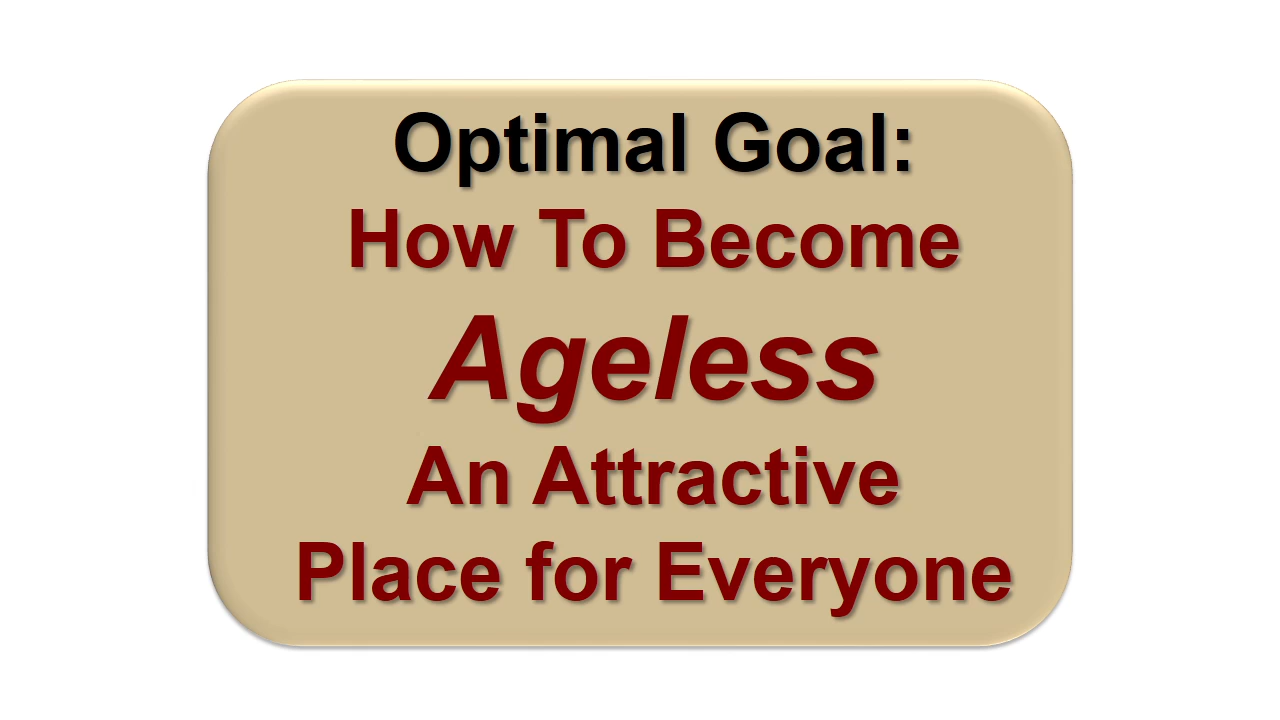 Optimal Goal:
How To Become
Ageless
An Attractive
Place for Everyone